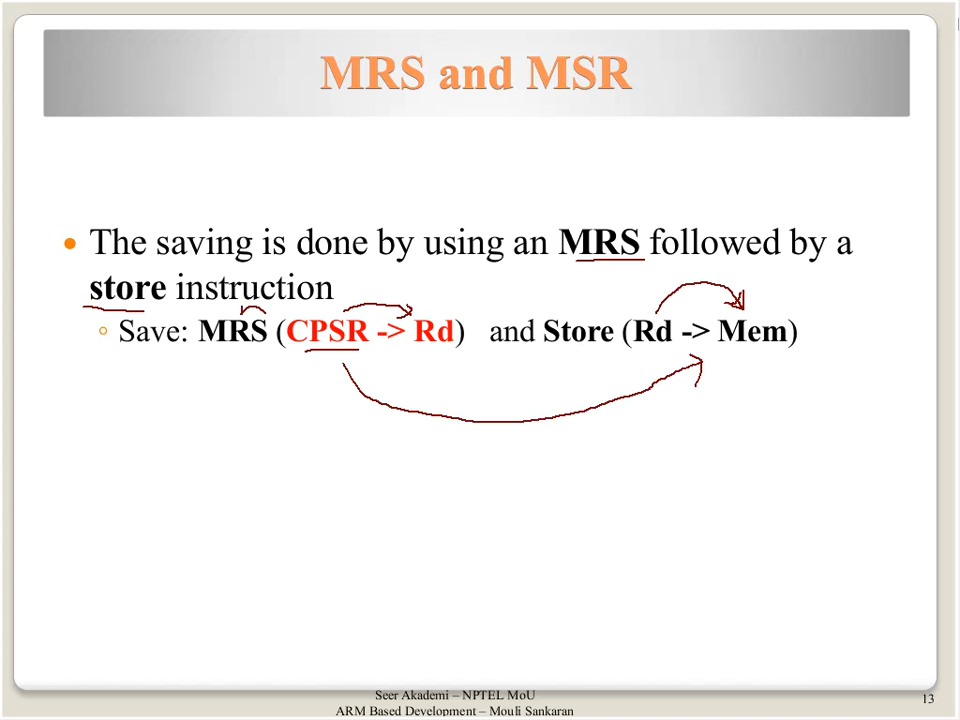 MRS and MSR
• The saving is done by using an MRS followed by a
store instruction
◦ Save: MRS (CPSR -> Rd) and Store (Rd -> Mem)
Seer Akademi – NPTEL MoU
ARM Based Development – Mouli Sankaran
13